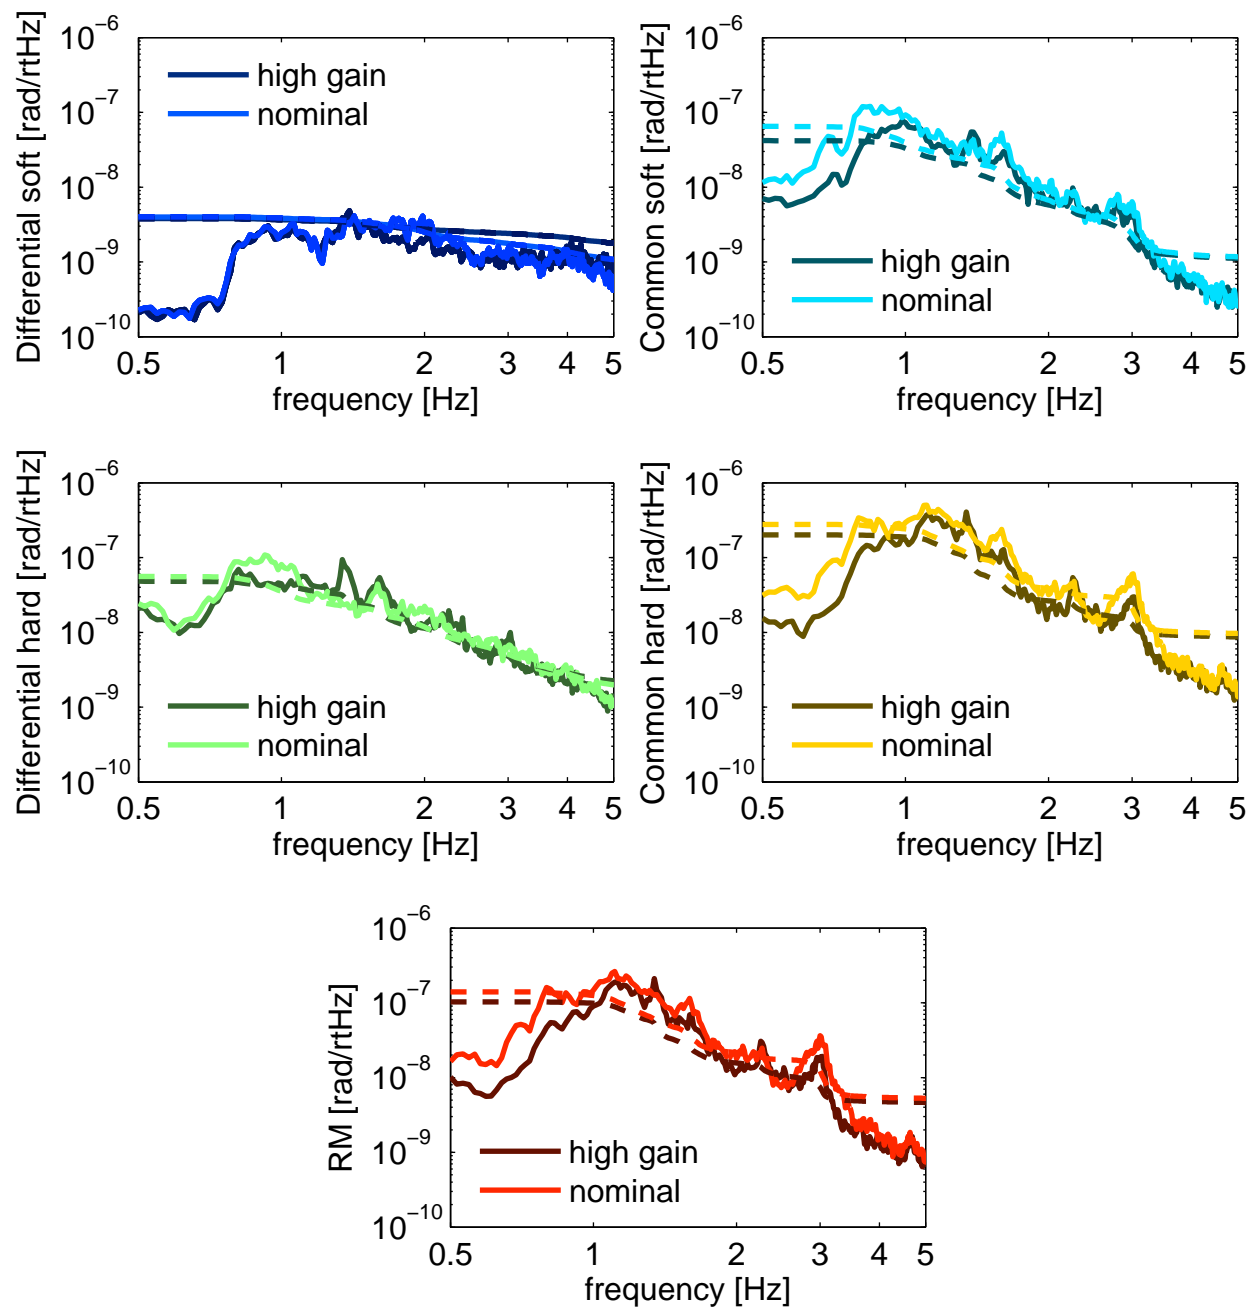 Differential soft [rad/rtHz]
10−6
10−7
10−8
10−9
10−10
high gain
nominal
0.5 1 2 3 4 5
frequency [Hz]
Common soft [rad/rtHz]
10−6
10−7
10−8
10−9
10−10
high gain
nominal
0.5 1 2 3 4 5
frequency [Hz]
Differential hard [rad/rtHz]
10−6
10−7
10−8
10−9
10−10
high gain
nominal
0.5 1 2 3 4 5
frequency [Hz]
Common hard [rad/rtHz]
10−6
10−7
10−8
10−9
10−10
high gain
nominal
0.5 1 2 3 4 5
frequency [Hz]
RM [rad/rtHz]
10−6
10−7
10−8
10−9
10−10
high gain
nominal
0.5 1 2 3 4 5
frequency [Hz]